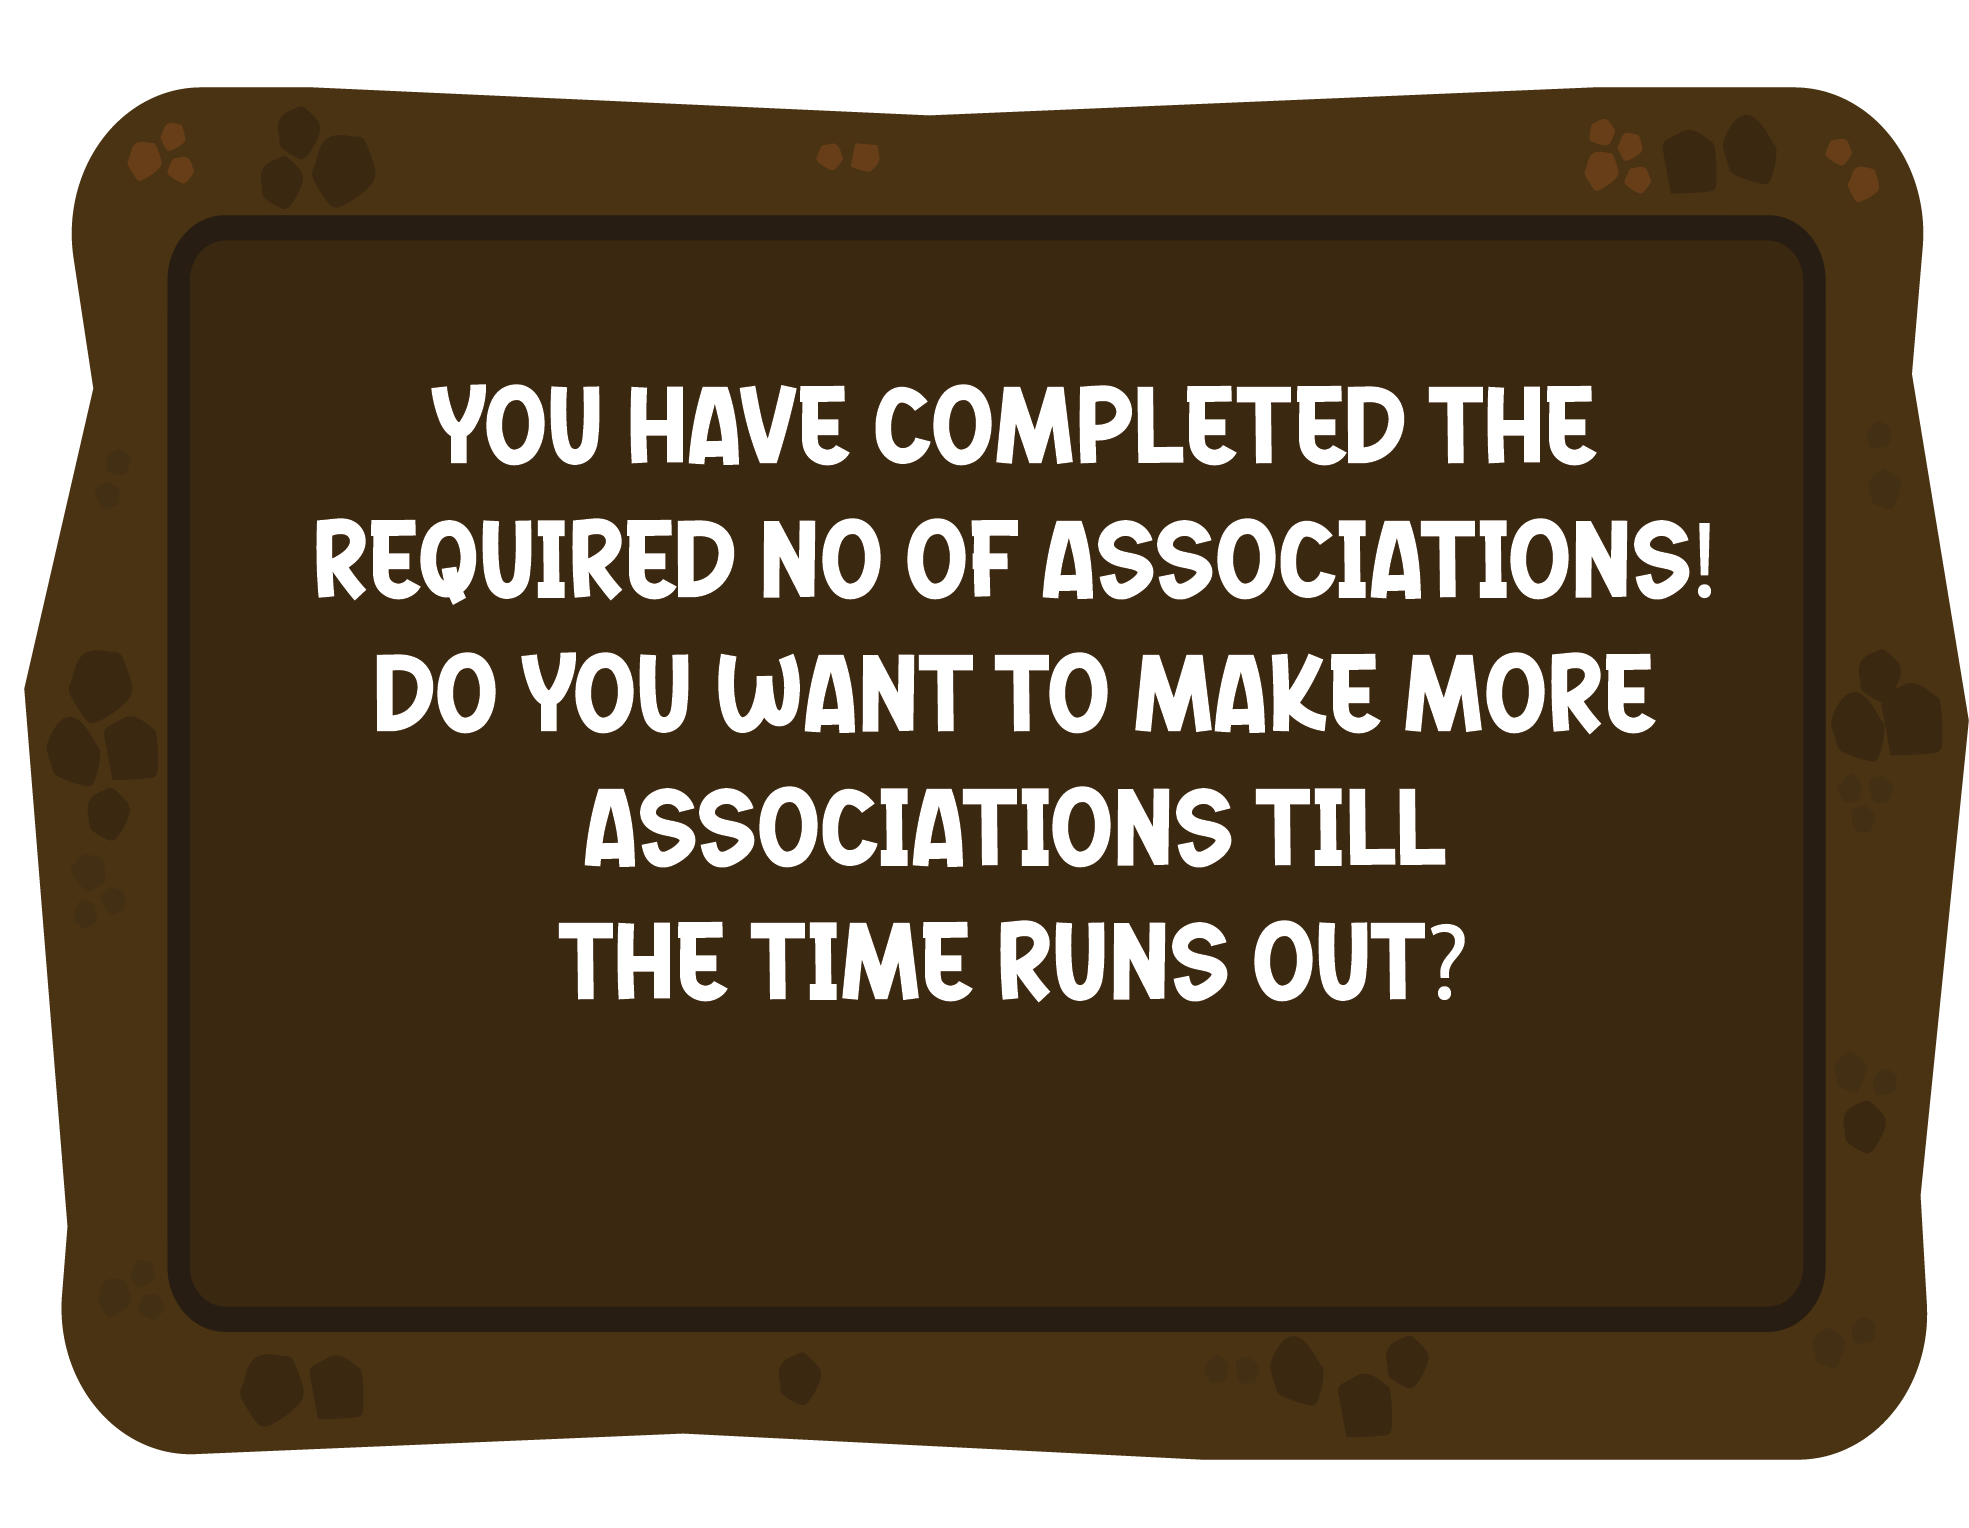 YOU HAVE COMPLETED THE
REQUIRED NO OF ASSOCIATIONS!
DO YOU WANT TO MAKE MORE
ASSOCIATIONS TILL
THE TIME RUNS OUT?